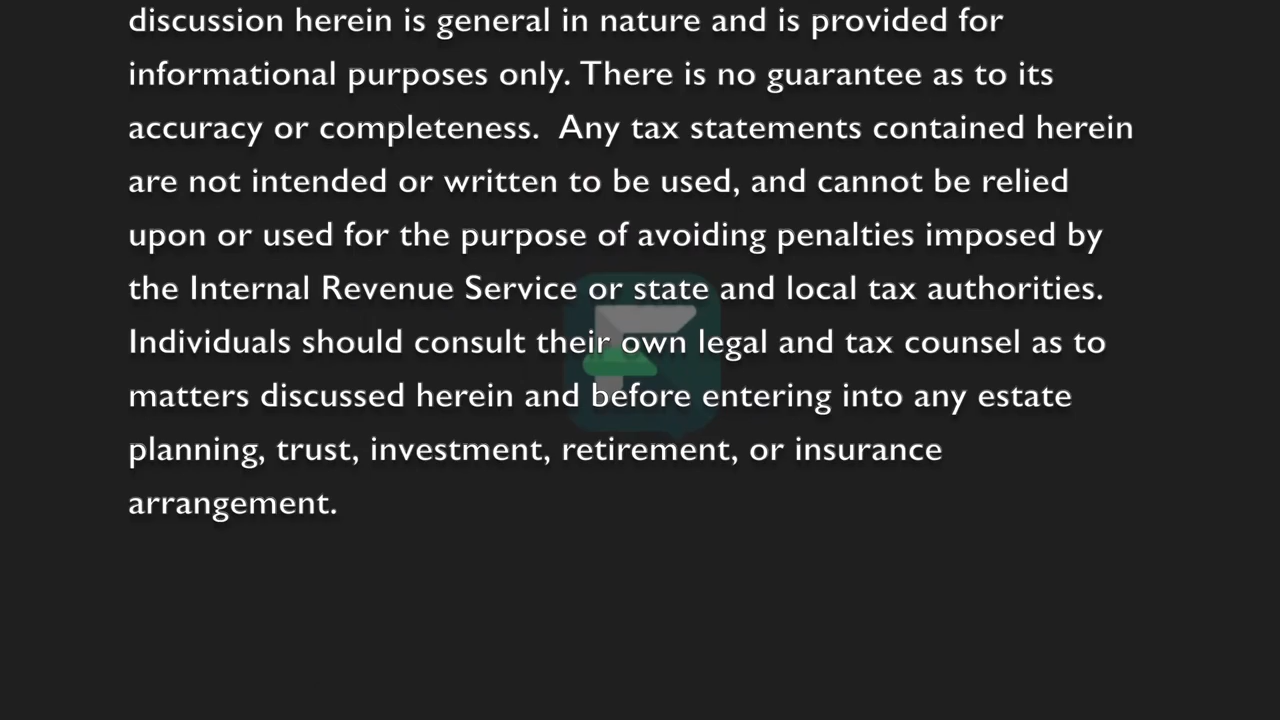 discussion herein is general in nature and is provided for
informational purposes only. There is no guarantee as to its
accuracy or completeness.  Any tax statements contained herein
are not intended or written to be used, and cannot be relied
upon or used for the purpose of avoiding penalties imposed by
the Internal Revenue Service or state and local tax authorities.
Individuals should consult their own legal and tax counsel as to
matters discussed herein and before entering into any estate
planning, trust, investment, retirement, or insurance
arrangement.